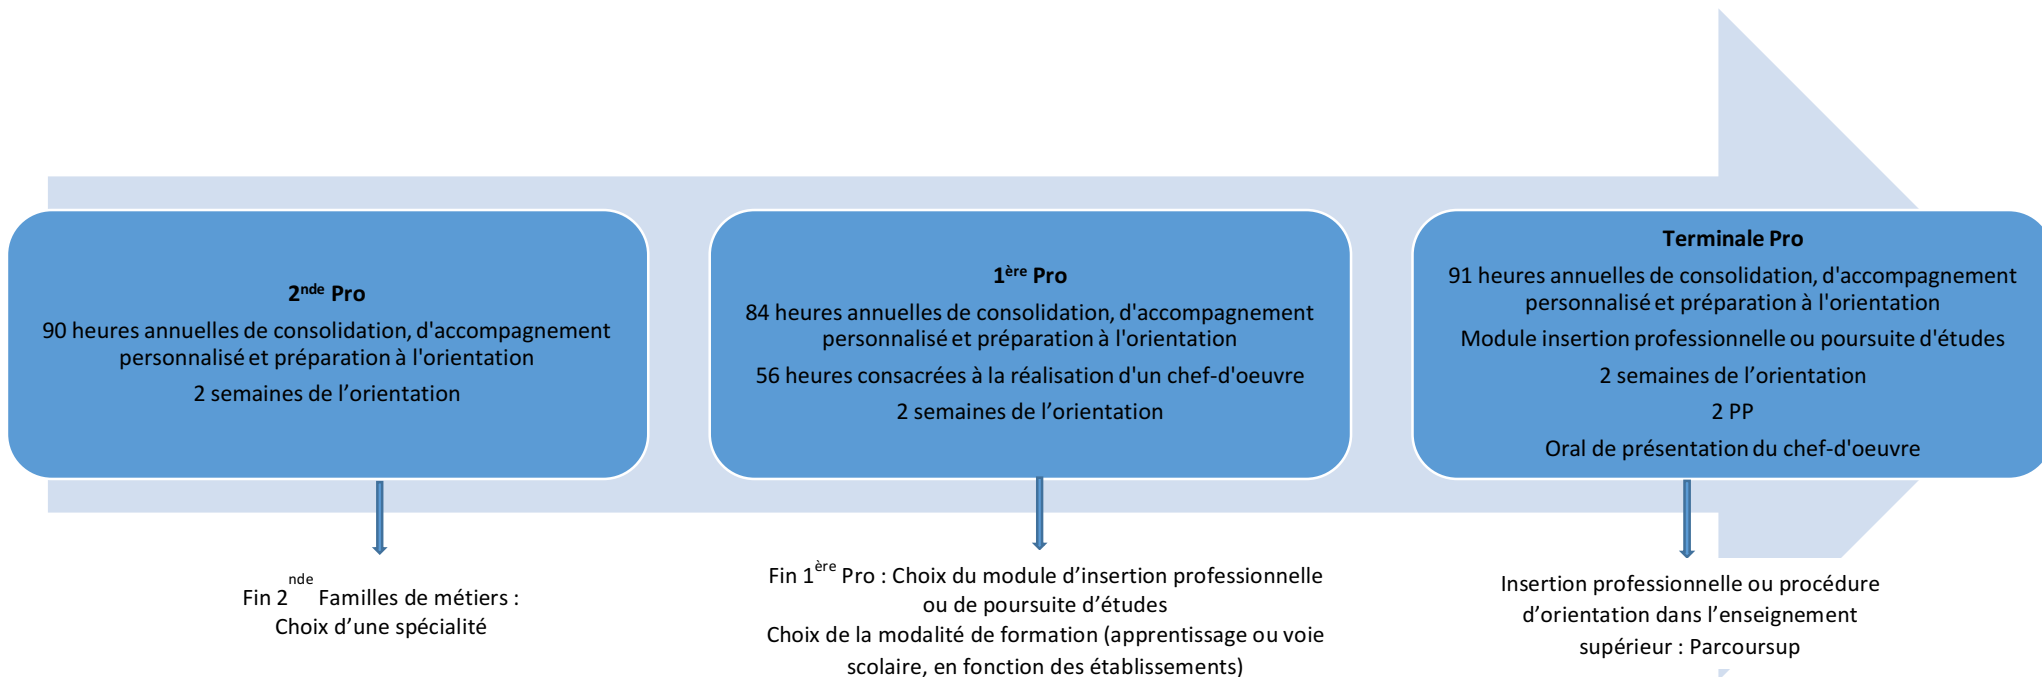 2nde Pro
90 heures annuelles de consolidation, d'accompagnement
personnalisé et préparation à l'orientation
2 semaines de l’orientation
Fin 2nde Familles de métiers :
Choix d’une spécialité
1ère Pro
84 heures annuelles de consolidation, d'accompagnement
personnalisé et préparation à l'orientation
56 heures consacrées à la réalisation d'un chef-d'oeuvre
2 semaines de l’orientation
Fin 1ère Pro : Choix du module d’insertion professionnelle
ou de poursuite d’études
Choix de la modalité de formation (apprentissage ou voie
scolaire, en fonction des établissements)
Terminale Pro
91 heures annuelles de consolidation, d'accompagnement
personnalisé et préparation à l'orientation
Module insertion professionnelle ou poursuite d'études
2 semaines de l’orientation
2 PP
Oral de présentation du chef-d'oeuvre
Insertion professionnelle ou procédure
d’orientation dans l’enseignement
supérieur : Parcoursup